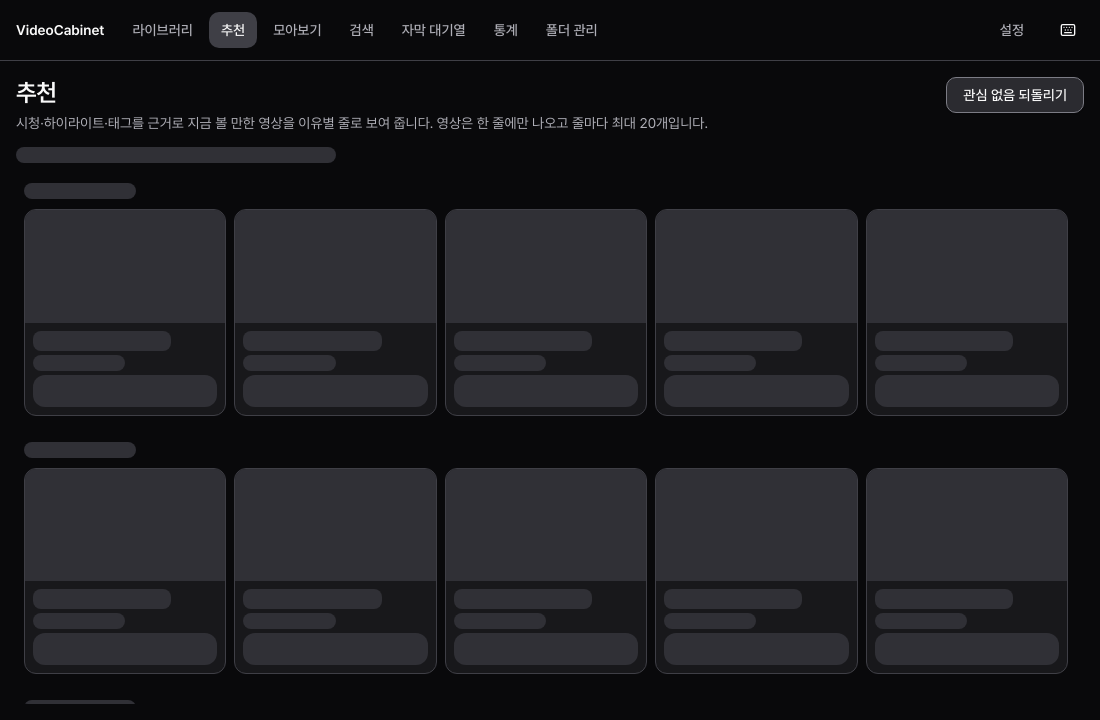 VideoCabinet 라이브러리 추천 모아보기 검색 자막 대기열 통계 폴더 관리 설정
추천
관심 없음 되돌리기
시청·하이라이트·태그를 근거로 지금 볼 만한 영상을 이유별 줄로 보여 줍니다. 영상은 한 줄에만 나오고 줄마다 최대 20개입니다.